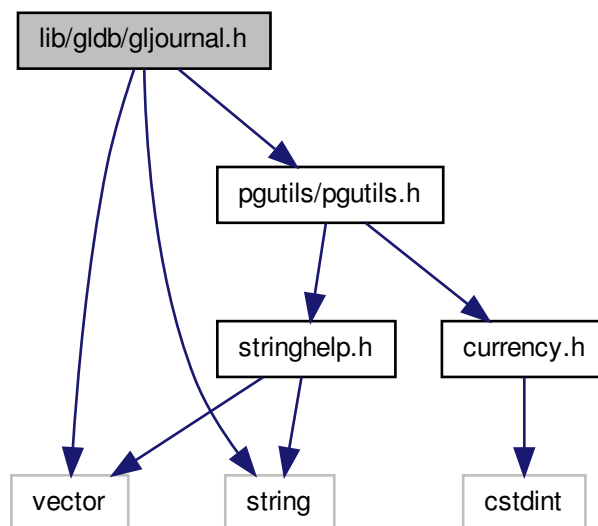 lib/gldb/gljournal.h
pgutils/pgutils.h
stringhelp.h
currency.h
vector
string
cstdint